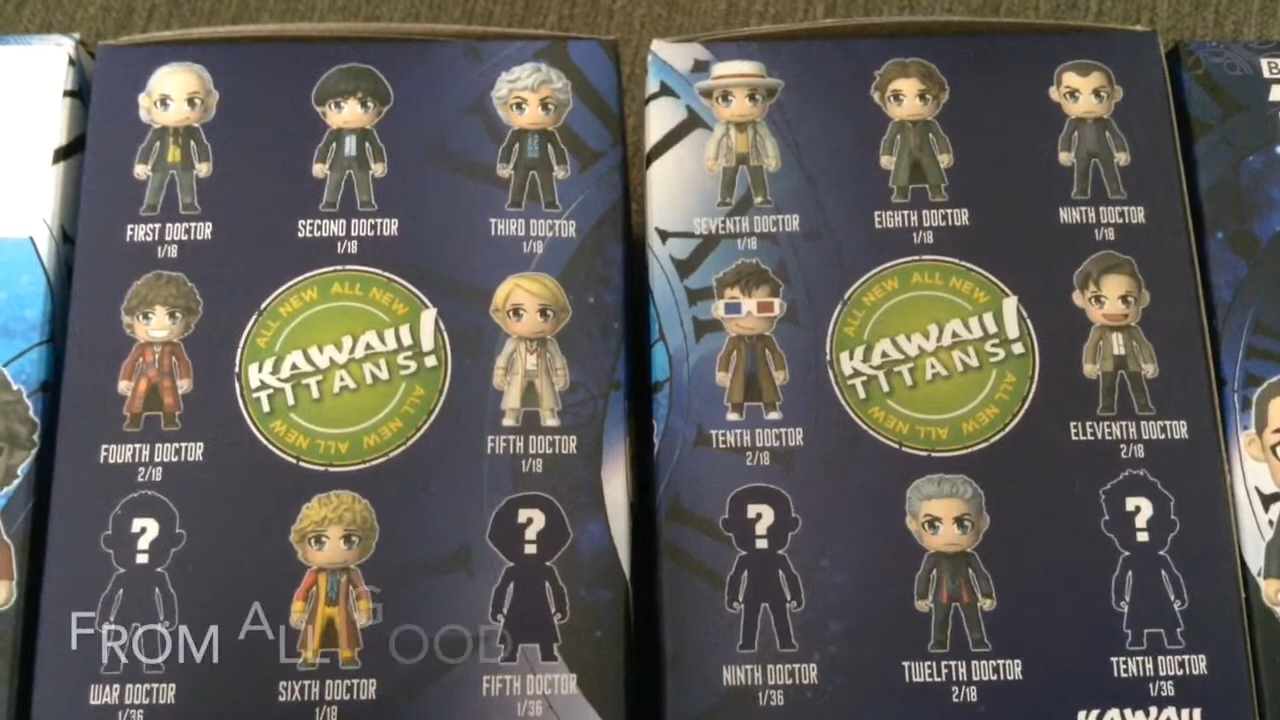 FIRST DOCTOR
1/18
SECOND DOCTOR
1/18
THIRD DOCTOR
1/18
FOURTH DOCTOR
2/18
ALL NEW ALL NEW
KAWAII!
TITANS
ALL NEW ALL NEW
FIFTH DOCTOR
1/18
?
WAR DOCTOR
1/36
SIXTH DOCTOR
1/18
?
FIFTH DOCTOR
1/36
SEVENTH DOCTOR
1/18
EIGHTH DOCTOR
1/18
NINTH DOCTOR
1/18
TENTH DOCTOR
2/18
ALL NEW ALL NEW
KAWAII!
TITANS
ALL NEW ALL NEW
ELEVENTH DOCTOR
2/18
?
NINTH DOCTOR
1/36
TWELFTH DOCTOR
2/18
?
TENTH DOCTOR
1/36
KAWAII
FROM ALL GOOD